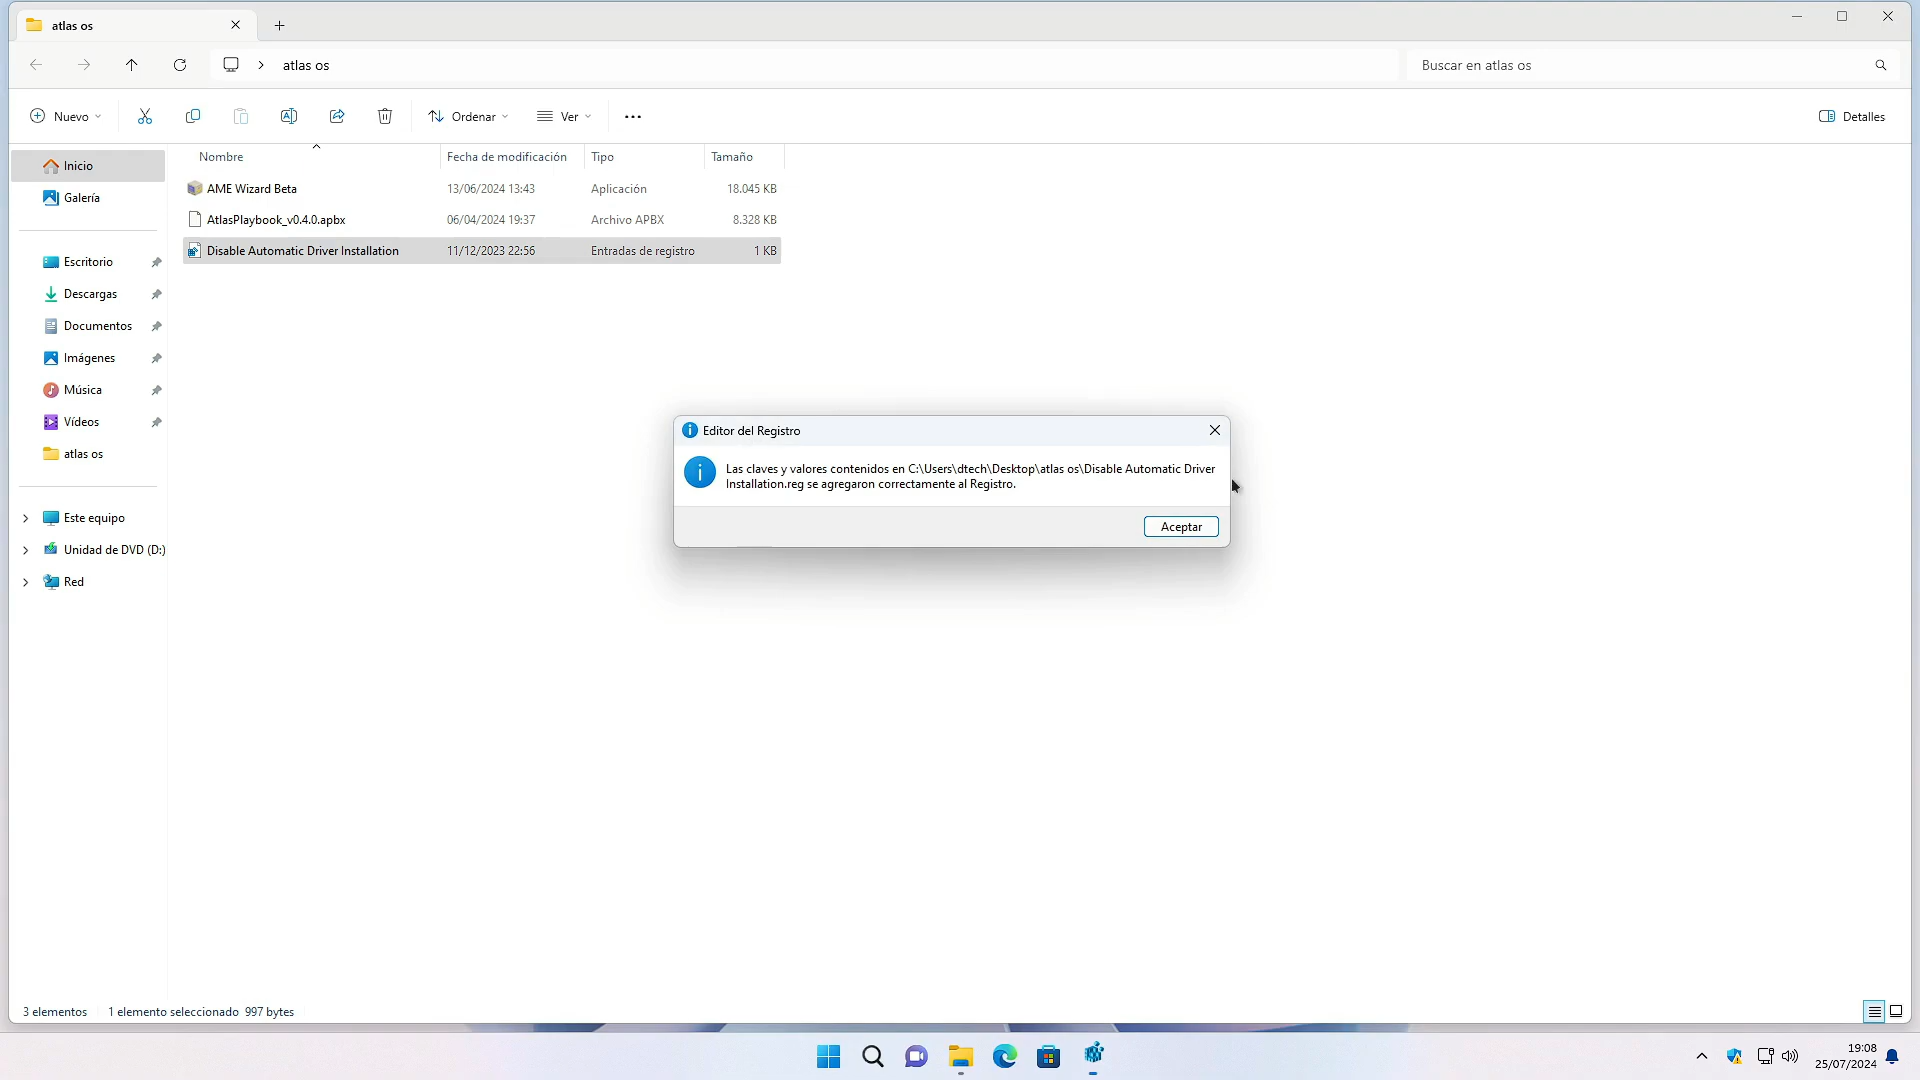 atlas os
atlas os
Buscar en atlas os
Nuevo
Ordenar
Ver
Detalles
Inicio
Galería
Escritorio
Descargas
Documentos
Imágenes
Música
Vídeos
atlas os
Este equipo
Unidad de DVD (D:)
Red
Nombre Fecha de modificación Tipo Tamaño
AME Wizard Beta 13/06/2024 13:43 Aplicación 18.045 KB
AtlasPlaybook_v0.4.0.apbx 06/04/2024 19:37 Archivo APBX 8.328 KB
Disable Automatic Driver Installation 11/12/2023 22:56 Entradas de registro 1 KB
Editor del Registro
Las claves y valores contenidos en C:\Users\dtech\Desktop\atlas os\Disable Automatic Driver
Installation.reg se agregaron correctamente al Registro.
Aceptar
3 elementos 1 elemento seleccionado 997 bytes
19:08
25/07/2024